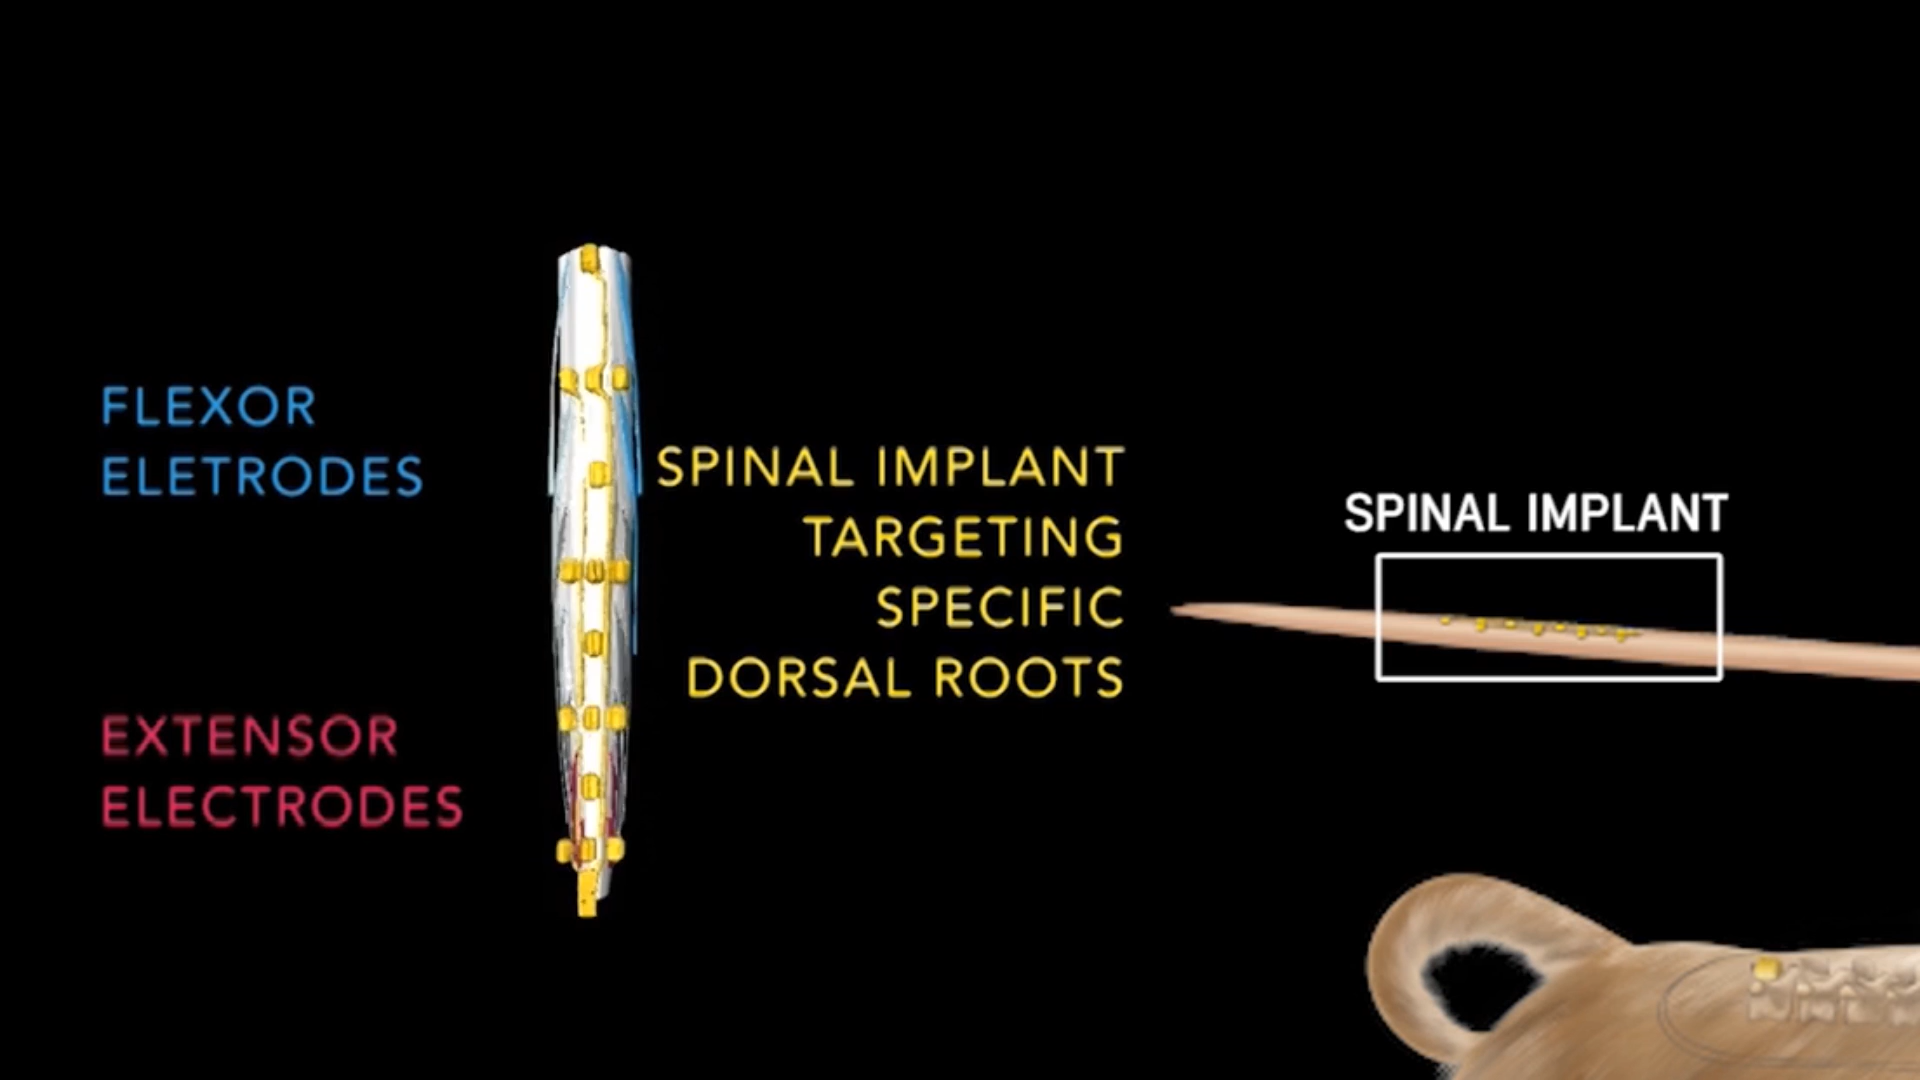 FLEXOR
ELETRODES
EXTENSOR
ELECTRODES
SPINAL IMPLANT
TARGETING
SPECIFIC
DORSAL ROOTS
SPINAL IMPLANT